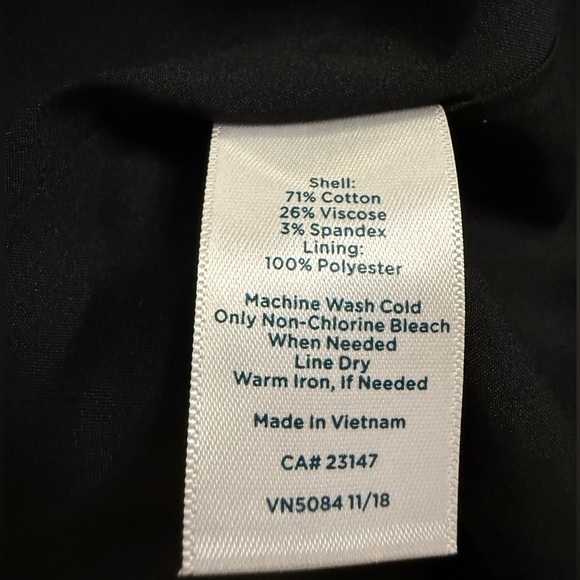 Shell:
71% Cotton
26% Viscose
3% Spandex
Lining:
100% Polyester
Machine Wash Cold
Only Non-Chlorine Bleach
When Needed
Line Dry
Warm Iron, If Needed
Made In Vietnam
CA# 23147
VN5084 11/18